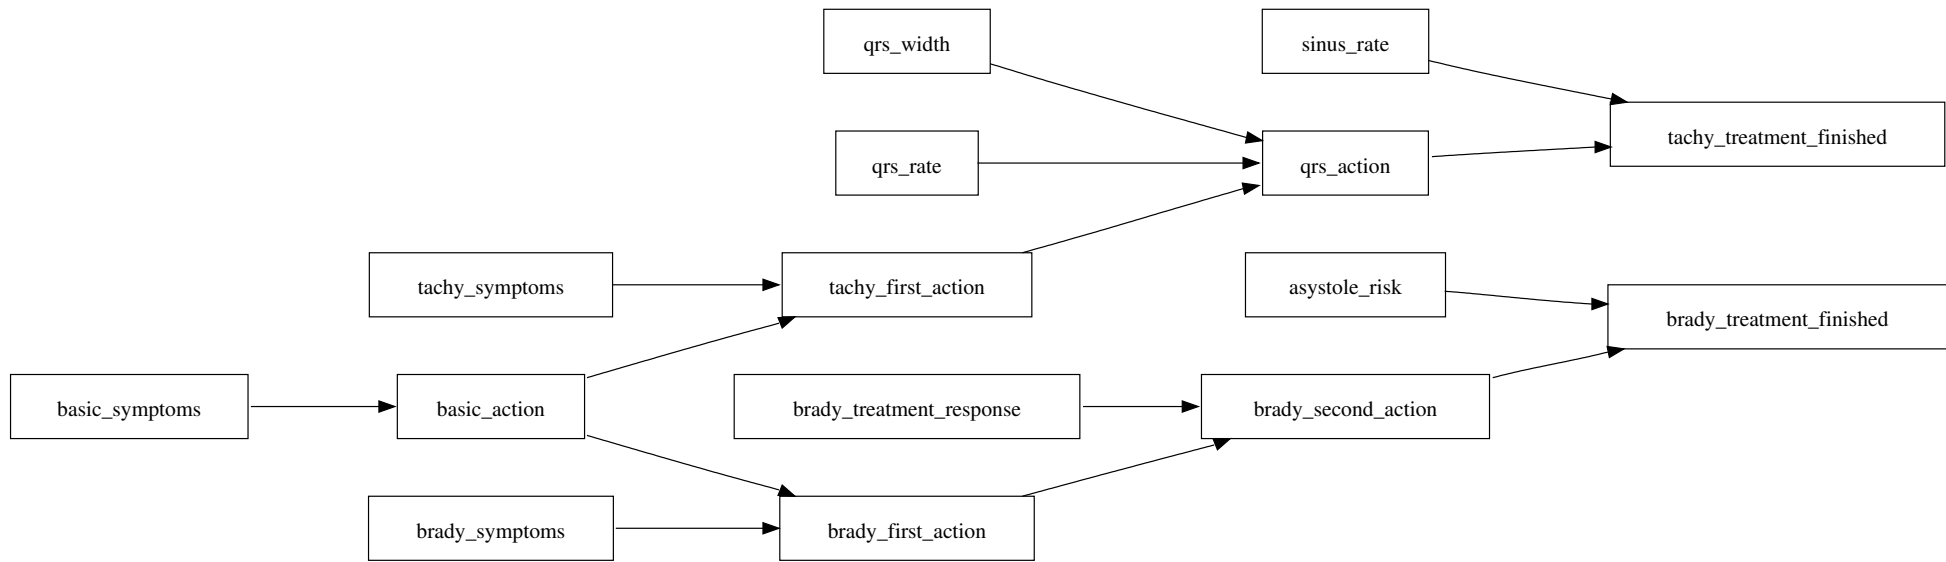 qrs_width
sinus_rate
tachy_treatment_finished
qrs_rate
qrs_action
tachy_symptoms
tachy_first_action
asystole_risk
brady_treatment_finished
basic_symptoms
basic_action
brady_treatment_response
brady_second_action
brady_symptoms
brady_first_action